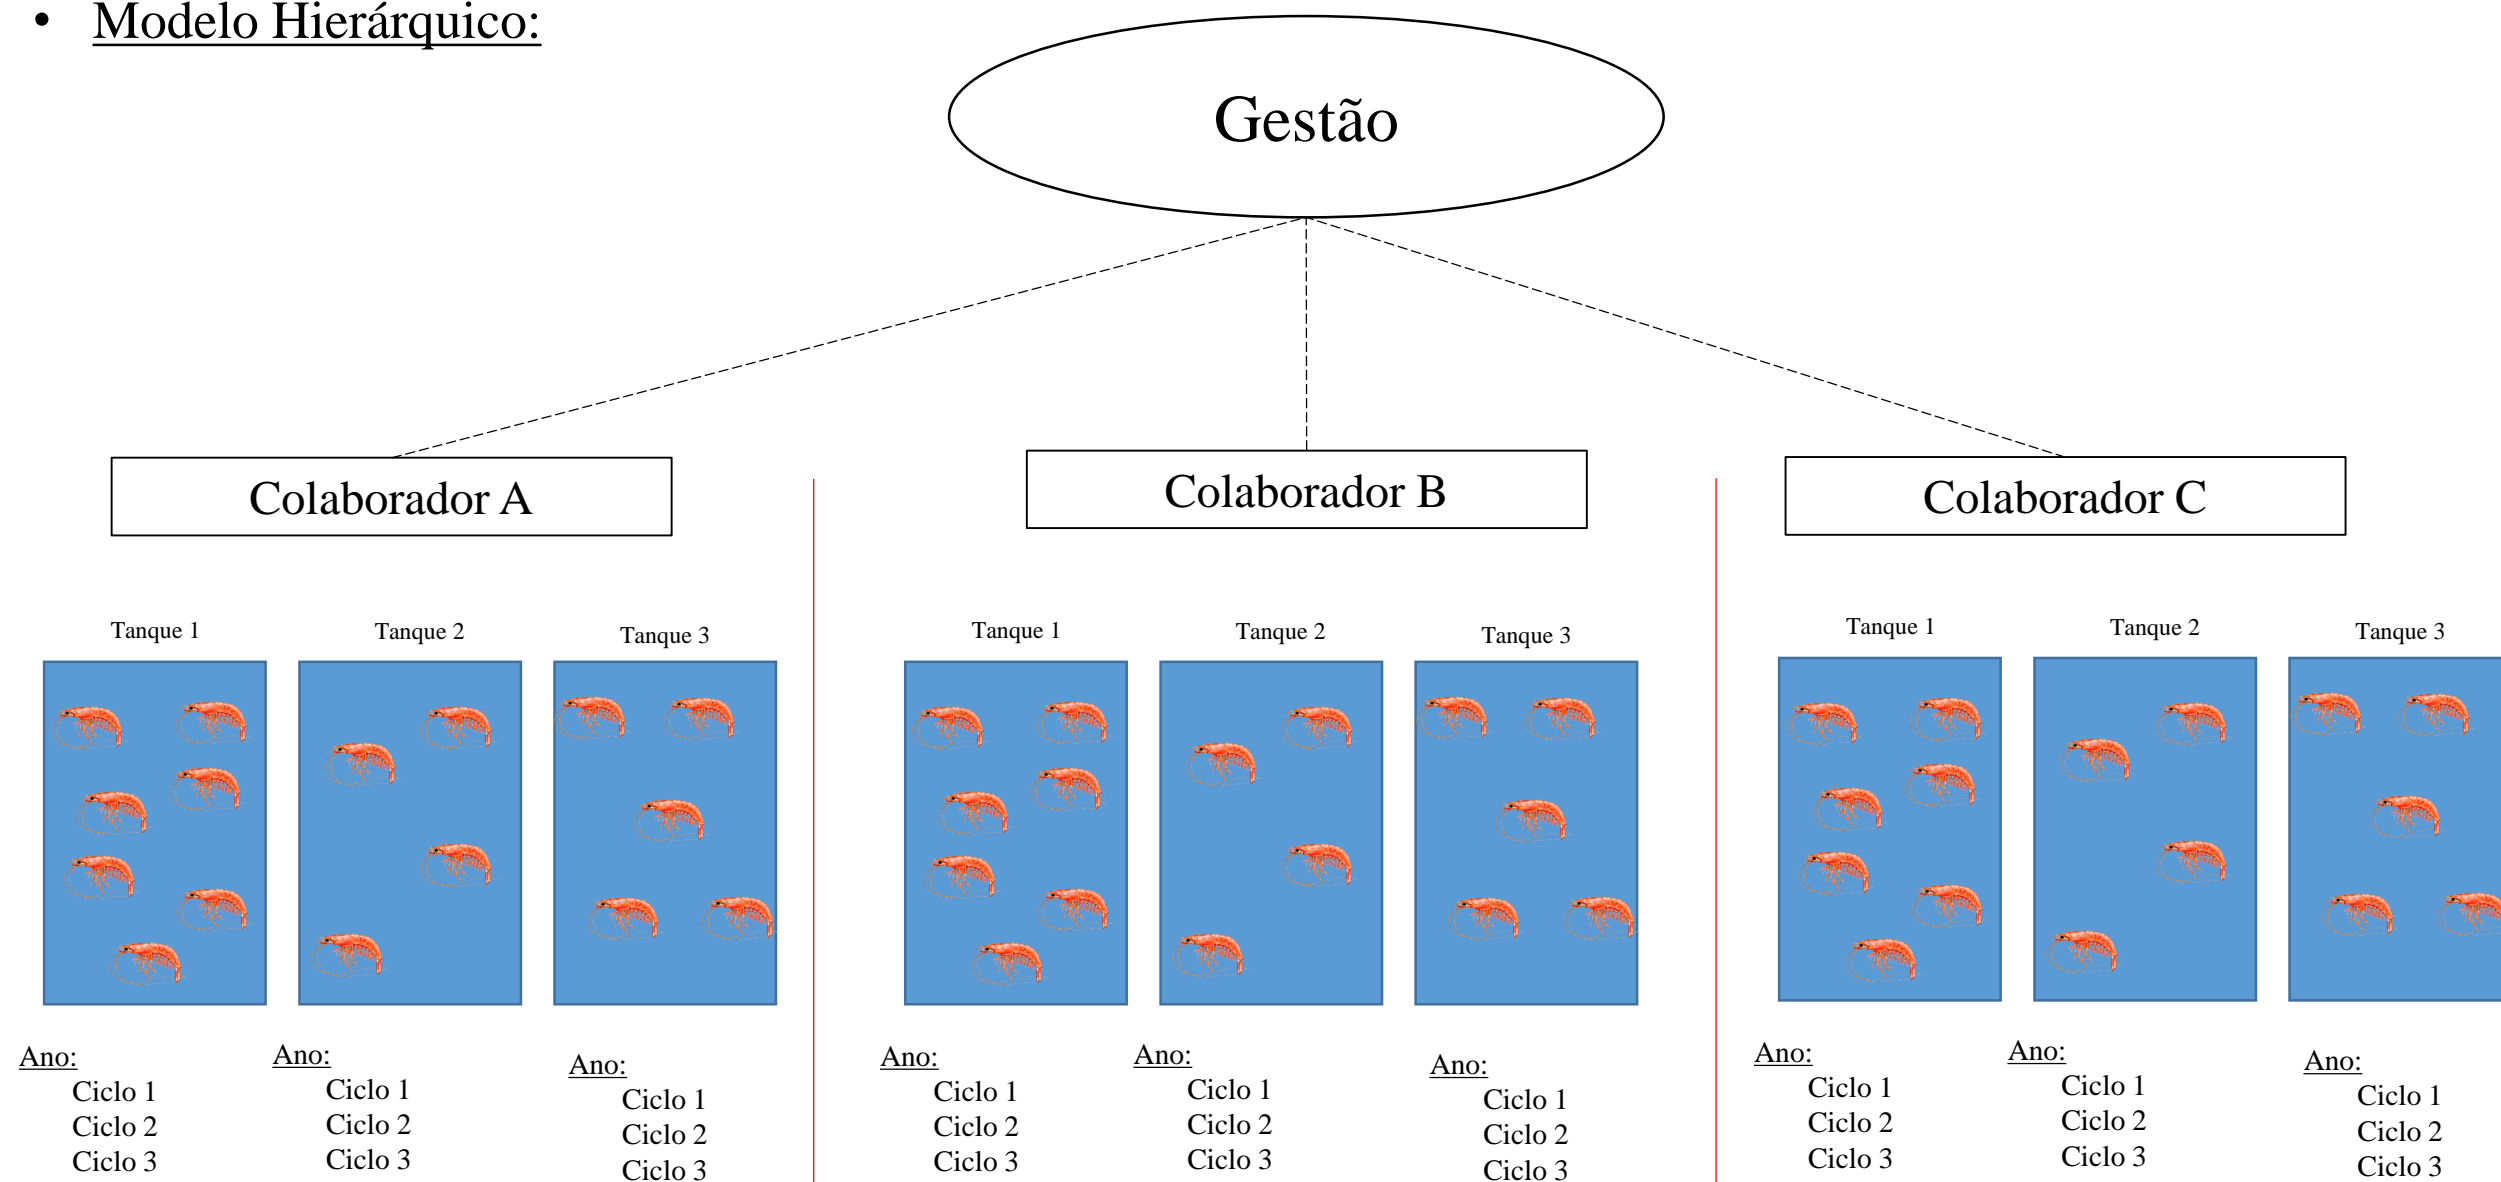 • Modelo Hierárquico:
Gestão
Colaborador A
Colaborador B
Colaborador C
Tanque 1
Tanque 2
Tanque 3
Tanque 1
Tanque 2
Tanque 3
Tanque 1
Tanque 2
Tanque 3
Ano:
Ciclo 1
Ciclo 2
Ciclo 3
Ano:
Ciclo 1
Ciclo 2
Ciclo 3
Ano:
Ciclo 1
Ciclo 2
Ciclo 3
Ano:
Ciclo 1
Ciclo 2
Ciclo 3
Ano:
Ciclo 1
Ciclo 2
Ciclo 3
Ano:
Ciclo 1
Ciclo 2
Ciclo 3
Ano:
Ciclo 1
Ciclo 2
Ciclo 3
Ano:
Ciclo 1
Ciclo 2
Ciclo 3
Ano:
Ciclo 1
Ciclo 2
Ciclo 3